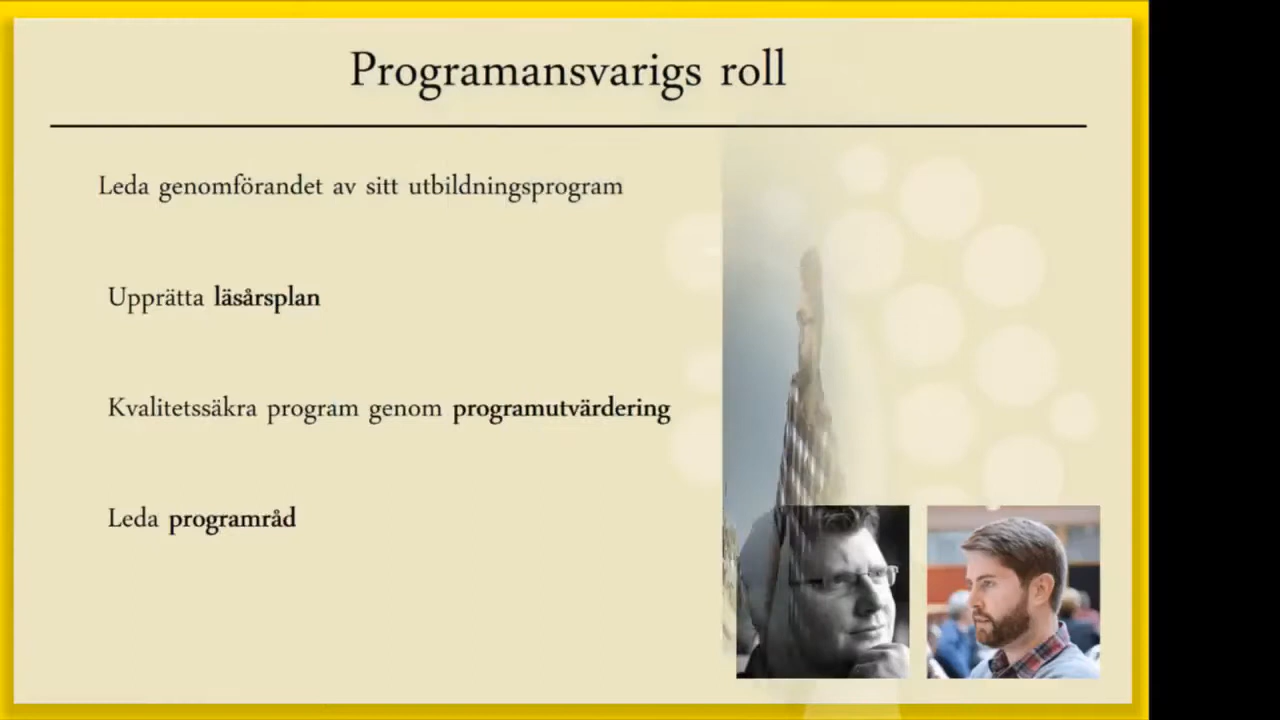 Programansvarigs roll
Leda genomförandet av sitt utbildningsprogram
Upprätta läsårsplan
Kvalitetssäkra program genom programutvärdering
Leda programråd